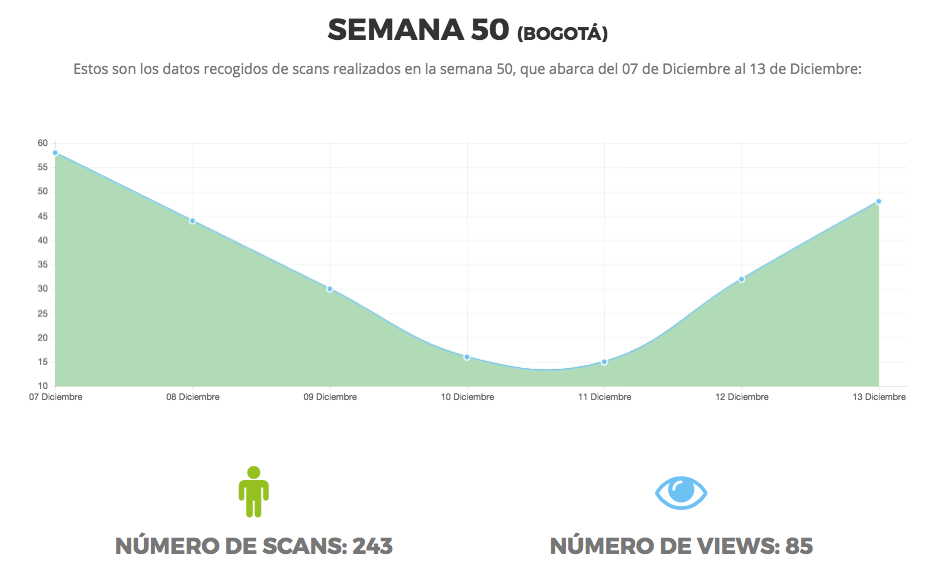 SEMANA 50 (BOGOTÁ)
Estos son los datos recogidos de scans realizados en la semana 50, que abarca del 07 de Diciembre al 13 de Diciembre:
60
55
50
45
40
35
30
25
20
15
10
07 Diciembre 08 Diciembre 09 Diciembre 10 Diciembre 11 Diciembre 12 Diciembre 13 Diciembre
NÚMERO DE SCANS: 243 NÚMERO DE VIEWS: 85